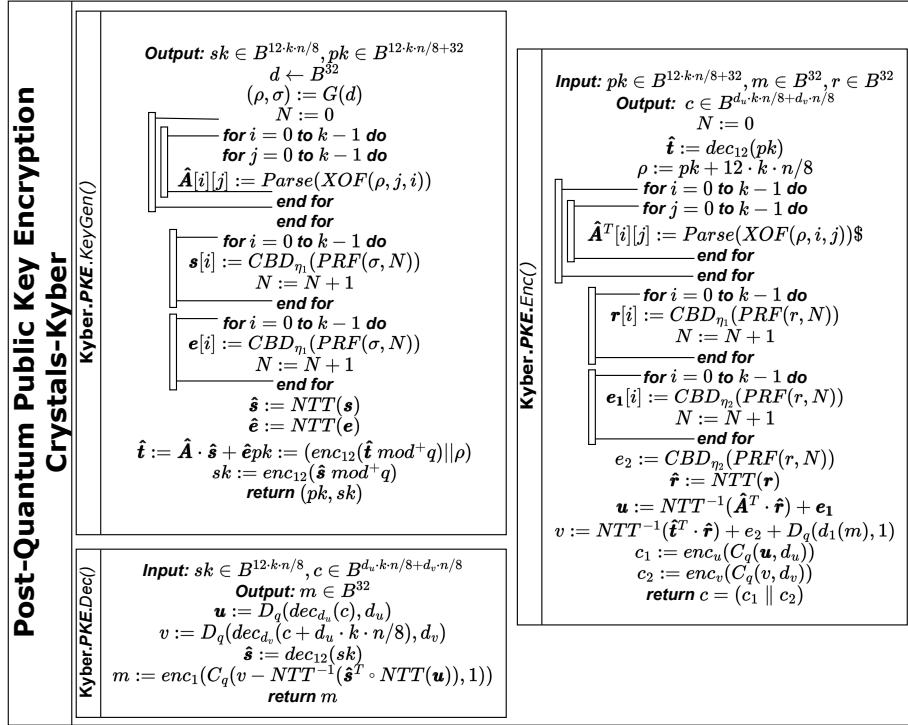 Post-Quantum Public Key Encryption
Crystals-Kyber
Kyber.PKE.KeyGen()
Output: sk ∈ B^{12·k·n/8}, pk ∈ B^{12·k·n/8+32}
d ← B^{32}
(ρ, σ) := G(d)
N := 0
for i = 0 to k − 1 do
for j = 0 to k − 1 do
Â[i][j] := Parse(XOF(ρ, j, i))
end for
end for
for i = 0 to k − 1 do
s[i] := CBD_{η_1}(PRF(σ, N))
N := N + 1
end for
for i = 0 to k − 1 do
e[i] := CBD_{η_1}(PRF(σ, N))
N := N + 1
end for
ŝ := NTT(s)
ê := NTT(e)
t̂ := Â · ŝ + êpk := (enc_{12}(t̂ mod^+q)||ρ)
sk := enc_{12}(ŝ mod^+q)
return (pk, sk)
Kyber.PKE.Dec()
Input: sk ∈ B^{12·k·n/8}, c ∈ B^{d_u·k·n/8+d_v·n/8}
Output: m ∈ B^{32}
u := D_q(dec_{d_u}(c), d_u)
v := D_q(dec_{d_v}(c + d_u · k · n/8), d_v)
ŝ := dec_{12}(sk)
m := enc_1(C_q(v − NTT^{−1}(ŝ^T ∘ NTT(u)), 1))
return m
Kyber.PKE.Enc()
Input: pk ∈ B^{12·k·n/8+32}, m ∈ B^{32}, r ∈ B^{32}
Output: c ∈ B^{d_u·k·n/8+d_v·n/8}
N := 0
t̂ := dec_{12}(pk)
ρ := pk + 12 · k · n/8
for i = 0 to k − 1 do
for j = 0 to k − 1 do
Â^T[i][j] := Parse(XOF(ρ, i, j))$
end for
end for
for i = 0 to k − 1 do
r[i] := CBD_{η_1}(PRF(r, N))
N := N + 1
end for
for i = 0 to k − 1 do
e_1[i] := CBD_{η_2}(PRF(r, N))
N := N + 1
end for
e_2 := CBD_{η_2}(PRF(r, N))
r̂ := NTT(r)
u := NTT^{−1}(Â^T · r̂) + e_1
v := NTT^{−1}(t̂^T · r̂) + e_2 + D_q(d_1(m), 1)
c_1 := enc_u(C_q(u, d_u))
c_2 := enc_v(C_q(v, d_v))
return c = (c_1 ∥ c_2)